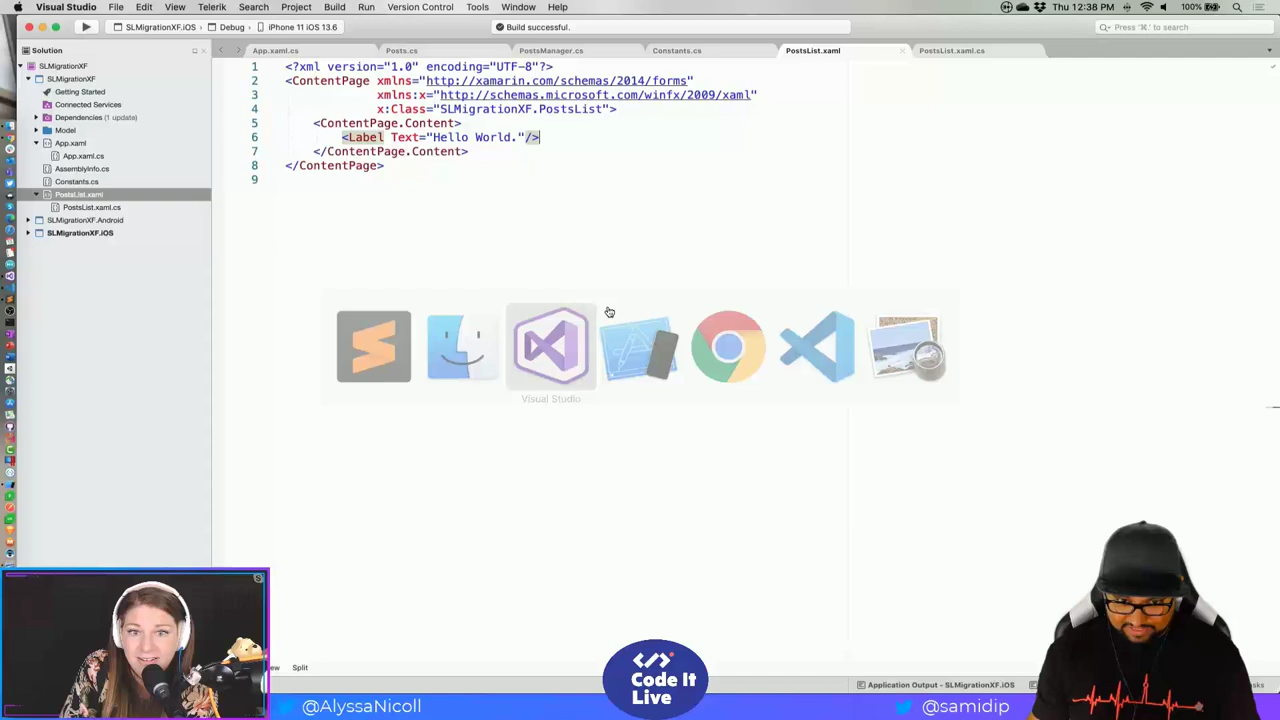 Visual Studio File Edit View Telerik Search Project Build Run Version Control Tools Window Help
100% Thu 12:38 PM
SLMigrationXF.iOS Debug iPhone 11 iOS 13.6
Build successful.
Press '⌘.' to search
Solution
App.xaml.cs Posts.cs PostsManager.cs Constants.cs PostsList.xaml PostsList.xaml.cs
SLMigrationXF
SLMigrationXF
Getting Started
Connected Services
Dependencies (1 update)
Model
App.xaml
App.xaml.cs
AssemblyInfo.cs
Constants.cs
PostsList.xaml
PostsList.xaml.cs
SLMigrationXF.Android
SLMigrationXF.iOS
1 <?xml version="1.0" encoding="UTF-8"?>
2 <ContentPage xmlns="http://xamarin.com/schemas/2014/forms"
3 xmlns:x="http://schemas.microsoft.com/winfx/2009/xaml"
4 x:Class="SLMigrationXF.PostsList">
5 <ContentPage.Content>
6 <Label Text="Hello World."/>
7 </ContentPage.Content>
8 </ContentPage>
9
Visual Studio
Split
Application Output - SLMigrationXF.iOS
Code It
Live
@AlyssaNicoll
@samidip